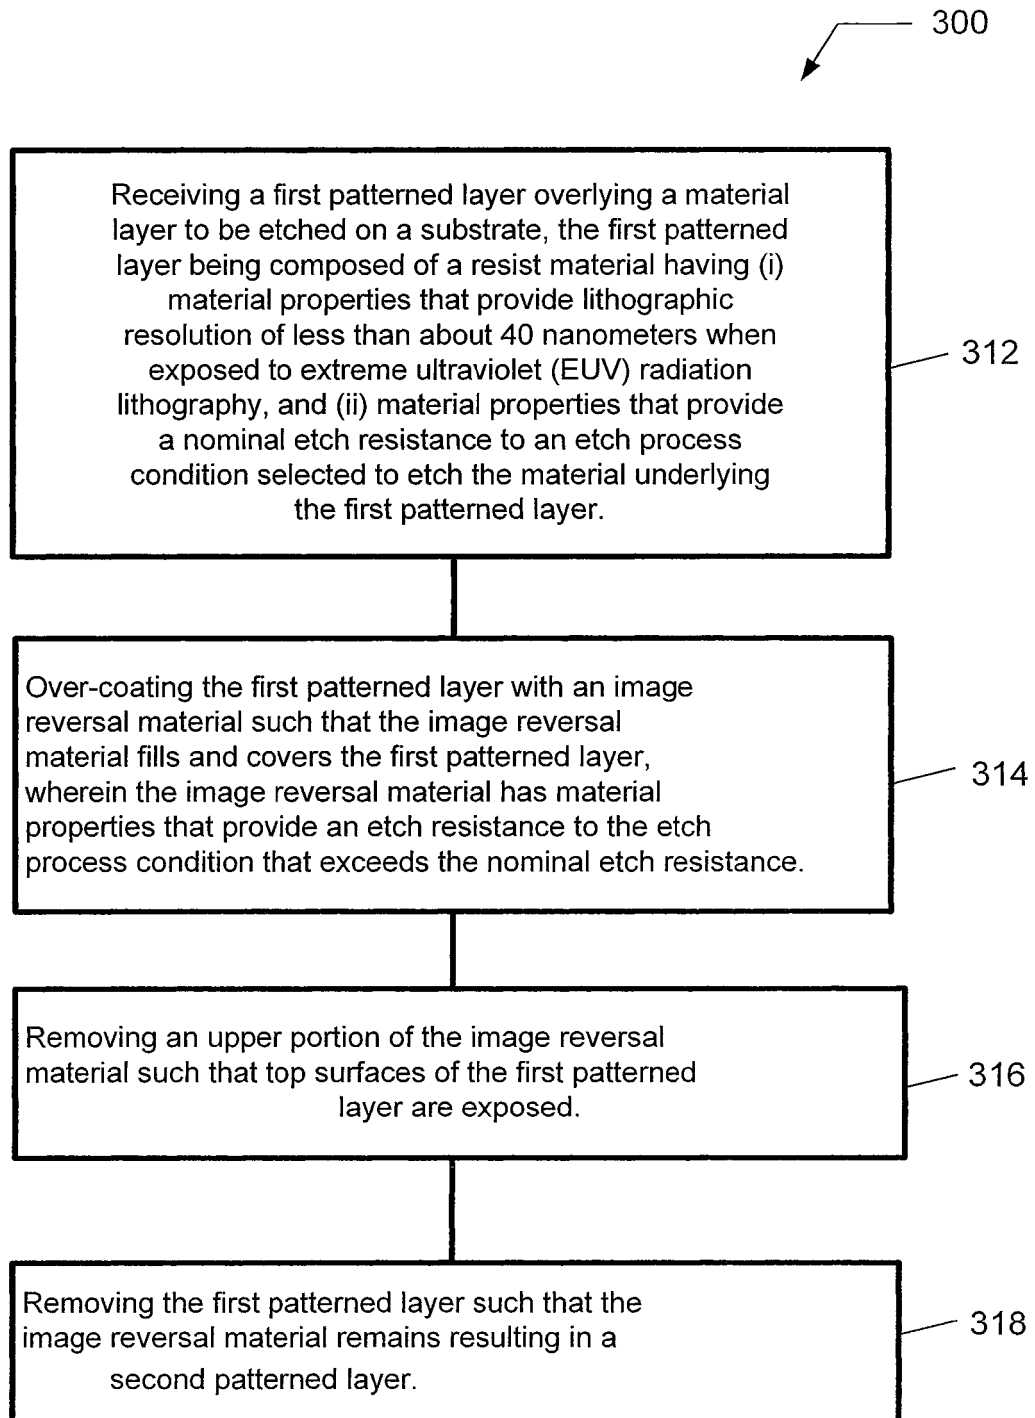 300
Receiving a first patterned layer overlying a material
layer to be etched on a substrate, the first patterned
layer being composed of a resist material having (i)
material properties that provide lithographic
resolution of less than about 40 nanometers when
exposed to extreme ultraviolet (EUV) radiation
lithography, and (ii) material properties that provide
a nominal etch resistance to an etch process
condition selected to etch the material underlying
the first patterned layer.
312
Over-coating the first patterned layer with an image
reversal material such that the image reversal
material fills and covers the first patterned layer,
wherein the image reversal material has material
properties that provide an etch resistance to the etch
process condition that exceeds the nominal etch resistance.
314
Removing an upper portion of the image reversal
material such that top surfaces of the first patterned
layer are exposed.
316
Removing the first patterned layer such that the
image reversal material remains resulting in a
second patterned layer.
318